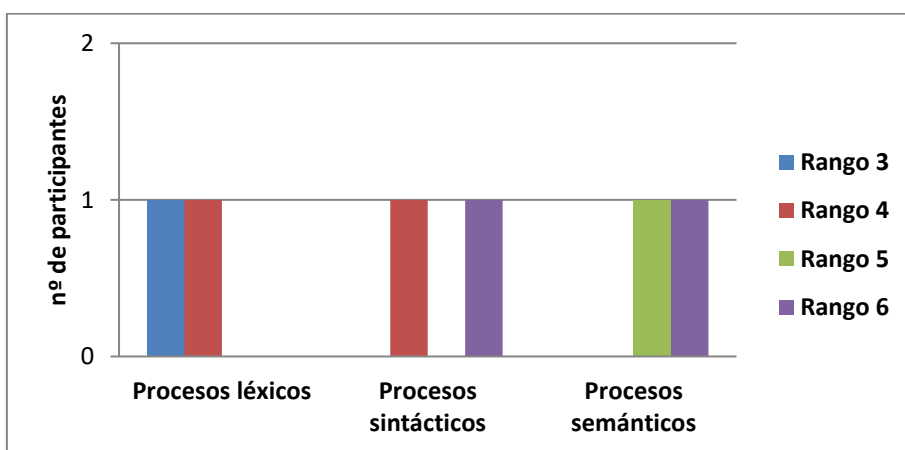 2
1
0
nº de participantes
Procesos léxicos
Procesos
sintácticos
Procesos
semánticos
Rango 3
Rango 4
Rango 5
Rango 6